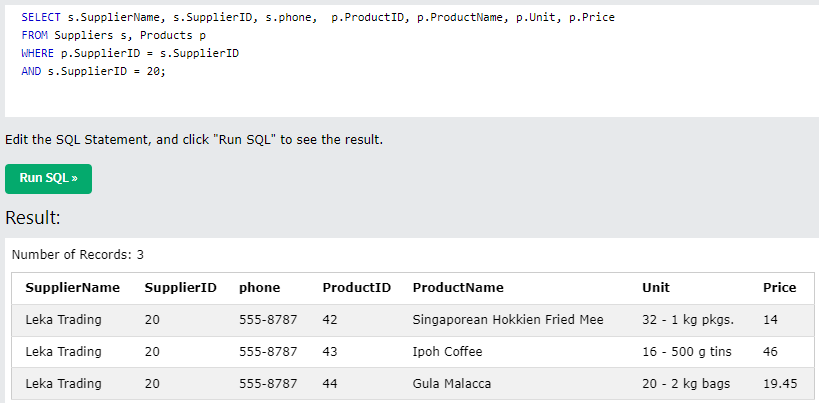 SELECT s.SupplierName, s.SupplierID, s.phone,  p.ProductID, p.ProductName, p.Unit, p.Price
FROM Suppliers s, Products p
WHERE p.SupplierID = s.SupplierID
AND s.SupplierID = 20;
Edit the SQL Statement, and click "Run SQL" to see the result.
Run SQL »
Result:
Number of Records: 3
SupplierName SupplierID phone ProductID ProductName Unit Price
Leka Trading 20 555-8787 42 Singaporean Hokkien Fried Mee 32 - 1 kg pkgs. 14
Leka Trading 20 555-8787 43 Ipoh Coffee 16 - 500 g tins 46
Leka Trading 20 555-8787 44 Gula Malacca 20 - 2 kg bags 19.45